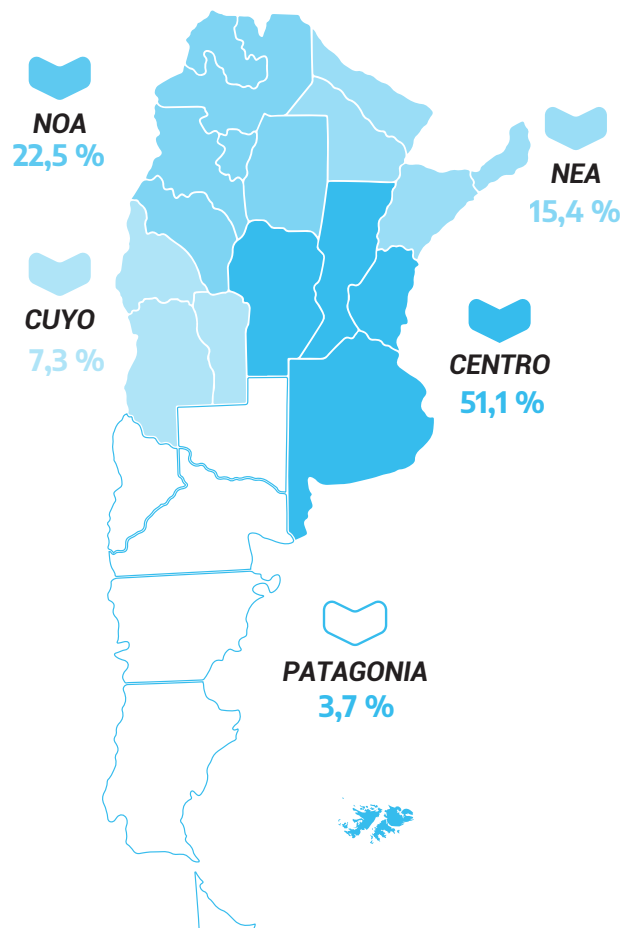 NOA
22,5 %
NEA
15,4 %
CUYO
7,3 %
CENTRO
51,1 %
PATAGONIA
3,7 %